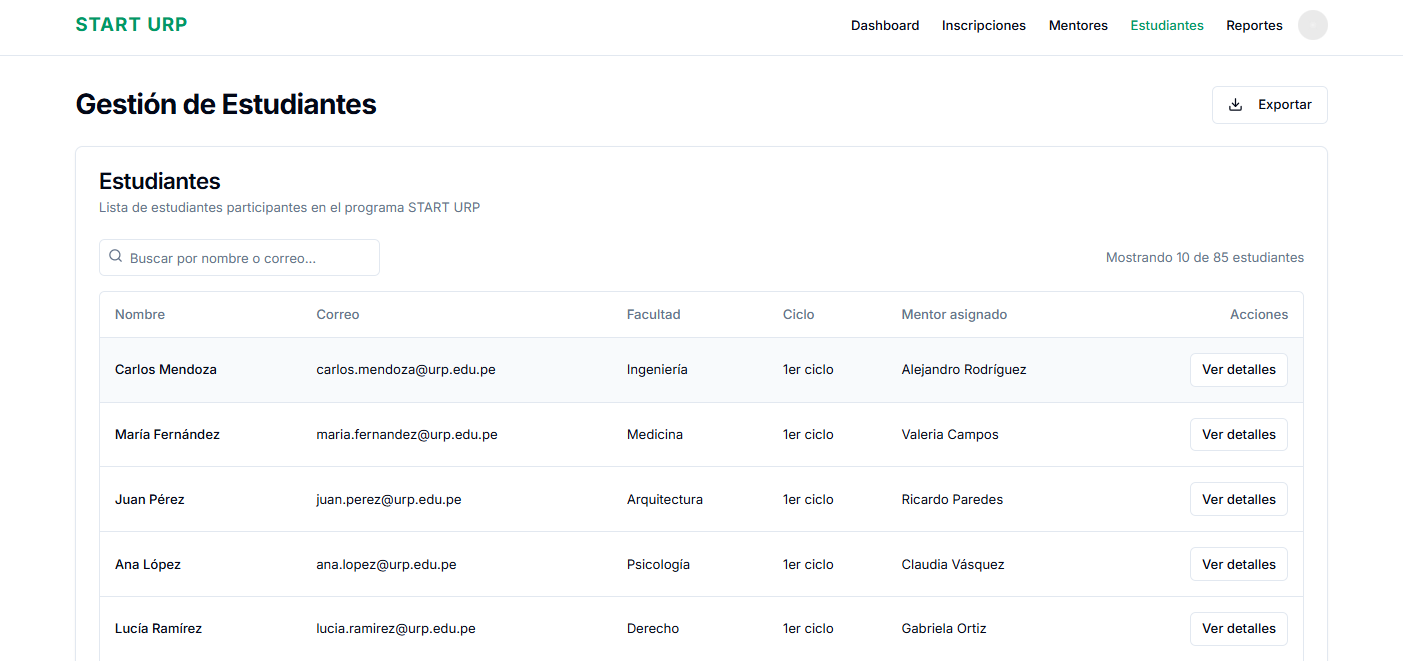 START URP
Dashboard Inscripciones Mentores Estudiantes Reportes
Gestión de Estudiantes
Exportar
Estudiantes
Lista de estudiantes participantes en el programa START URP
Buscar por nombre o correo...
Mostrando 10 de 85 estudiantes
Nombre Correo Facultad Ciclo Mentor asignado Acciones
Carlos Mendoza carlos.mendoza@urp.edu.pe Ingeniería 1er ciclo Alejandro Rodríguez Ver detalles
María Fernández maria.fernandez@urp.edu.pe Medicina 1er ciclo Valeria Campos Ver detalles
Juan Pérez juan.perez@urp.edu.pe Arquitectura 1er ciclo Ricardo Paredes Ver detalles
Ana López ana.lopez@urp.edu.pe Psicología 1er ciclo Claudia Vásquez Ver detalles
Lucía Ramírez lucia.ramirez@urp.edu.pe Derecho 1er ciclo Gabriela Ortiz Ver detalles